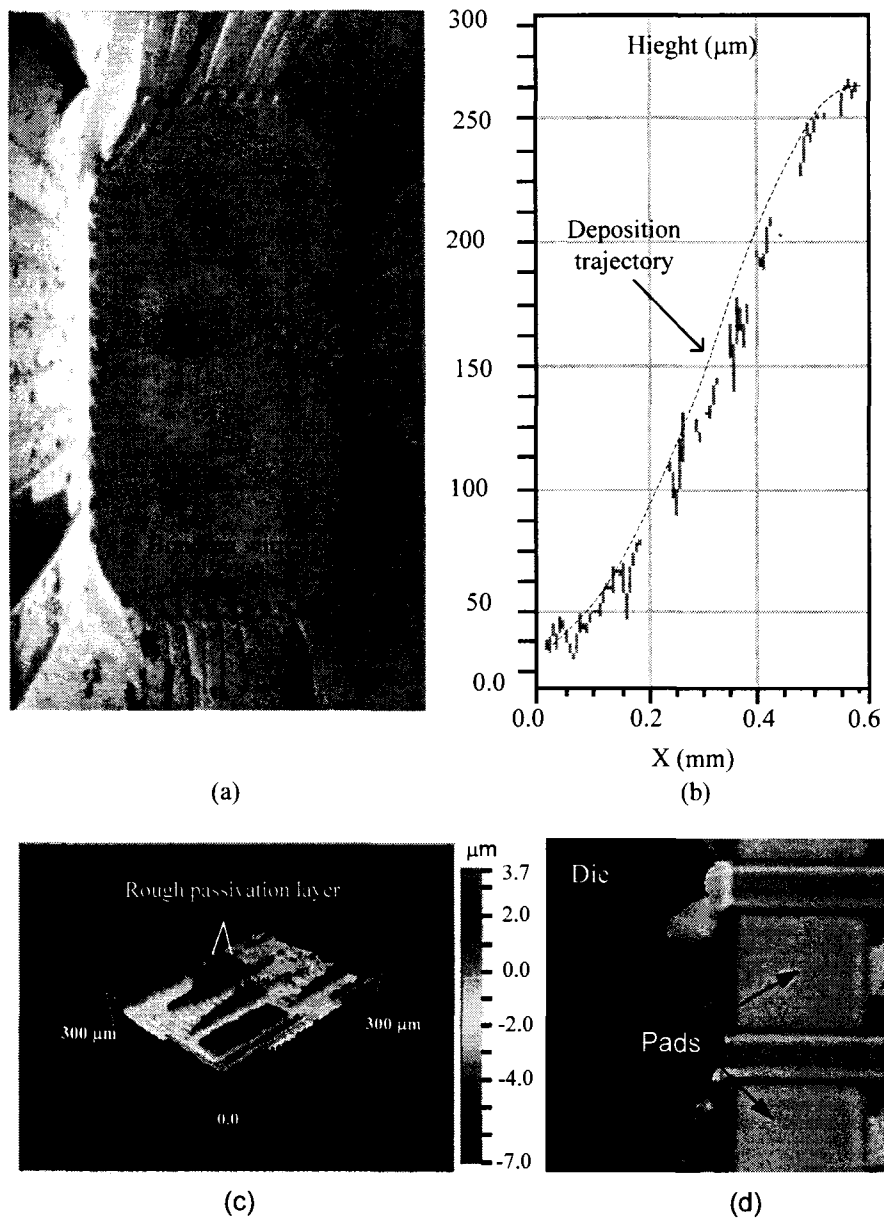 300
Hieght (µm)
250
Deposition
trajectory
200
150
100
50
0.0
0.0 0.2 0.4 0.6
X (mm)
(a)
(b)
µm
Rough passivation layer
3.7
2.0
0.0
-2.0
-4.0
-7.0
300 µm
300 µm
0.0
Die
Pads
(c)
(d)